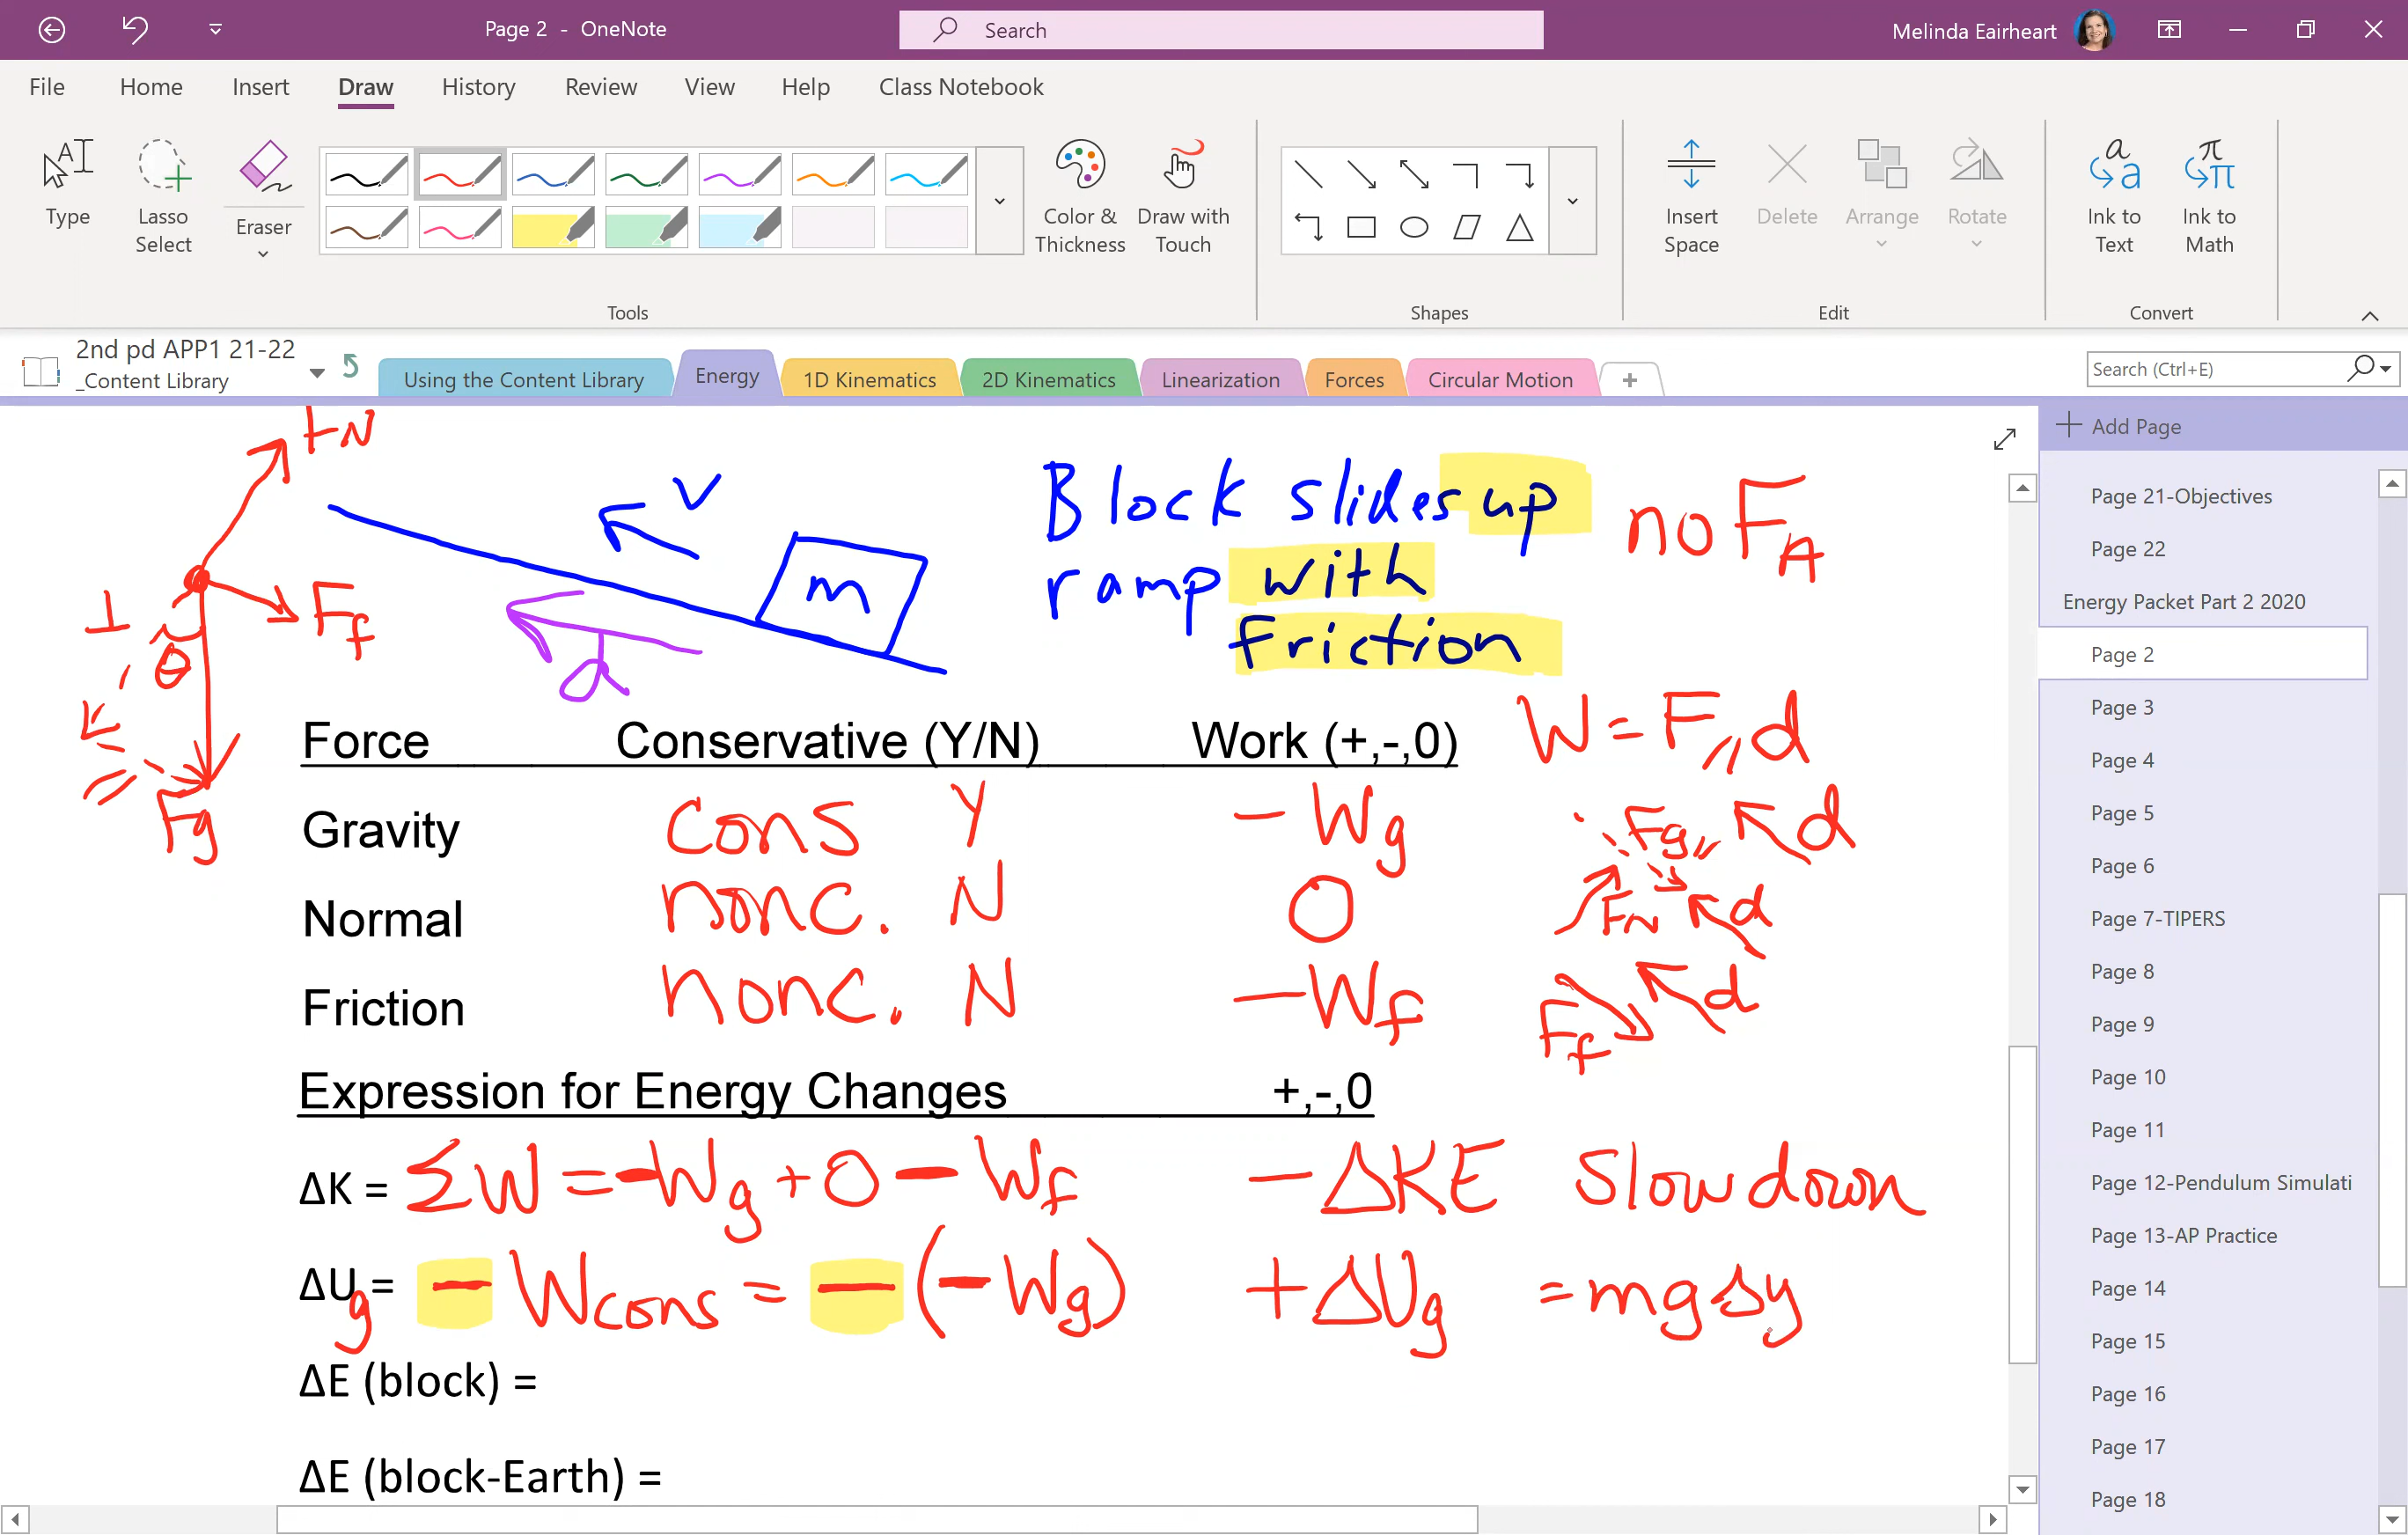 Page 2 - OneNote
Search
Melinda Eairheart
File Home Insert Draw History Review View Help Class Notebook
Type
Lasso Select
Eraser
Color & Thickness
Draw with Touch
Insert Space
Delete
Arrange
Rotate
a a
Ink to Text
π π
Ink to Math
Tools
Shapes
Edit
Convert
2nd pd APP1 21-22
_Content Library
Using the Content Library
Energy
1D Kinematics
2D Kinematics
Linearization
Forces
Circular Motion
Search (Ctrl+E)
FN
Ff
⊥
θ
//
Fg
v
m
d
Block slides up
ramp with
friction
no FA
Force Conservative (Y/N) Work (+,-,0) W = F// d
Gravity cons Y - Wg Fg// d
Normal nonc. N 0 FN d
Friction nonc. N - Wf Ff d
Expression for Energy Changes +,-,0
ΔK = ΣW = -Wg + 0 - Wf - ΔKE Slow down
ΔUg = - Wcons = - (-Wg) + ΔUg = mgΔy
ΔE (block) =
ΔE (block-Earth) =
Add Page
Page 21-Objectives
Page 22
Energy Packet Part 2 2020
Page 2
Page 3
Page 4
Page 5
Page 6
Page 7-TIPERS
Page 8
Page 9
Page 10
Page 11
Page 12-Pendulum Simulati
Page 13-AP Practice
Page 14
Page 15
Page 16
Page 17
Page 18